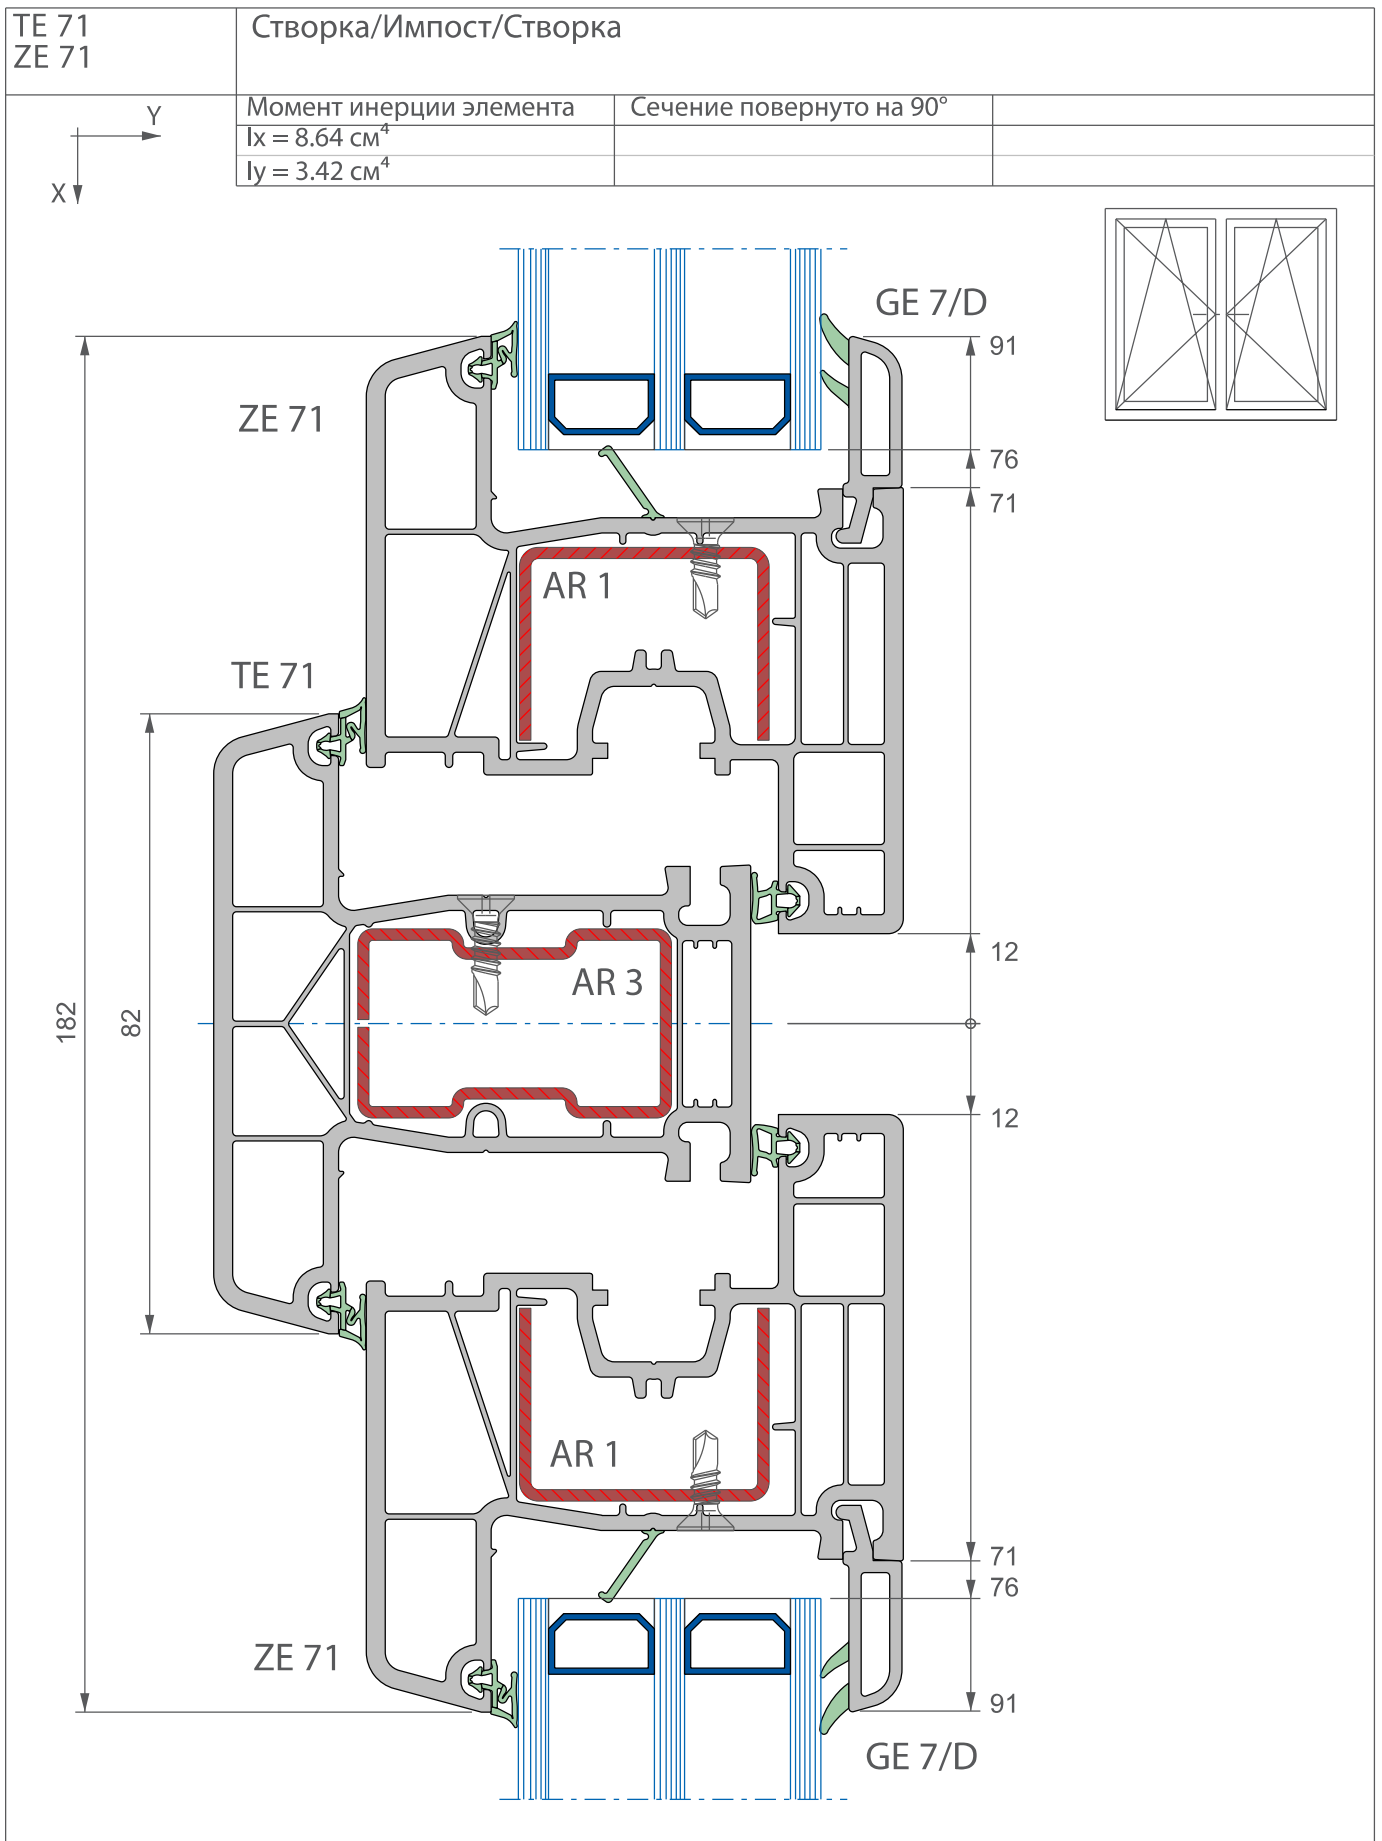 TE 71
ZE 71
Створка/Импост/Створка
Момент инерции элемента
Сечение повернуто на 90°
Ix = 8.64 см⁴
Iy = 3.42 см⁴
Y
X
GE 7/D
91
ZE 71
76
71
AR 1
TE 71
12
AR 3
182
82
12
AR 1
71
76
ZE 71
91
GE 7/D